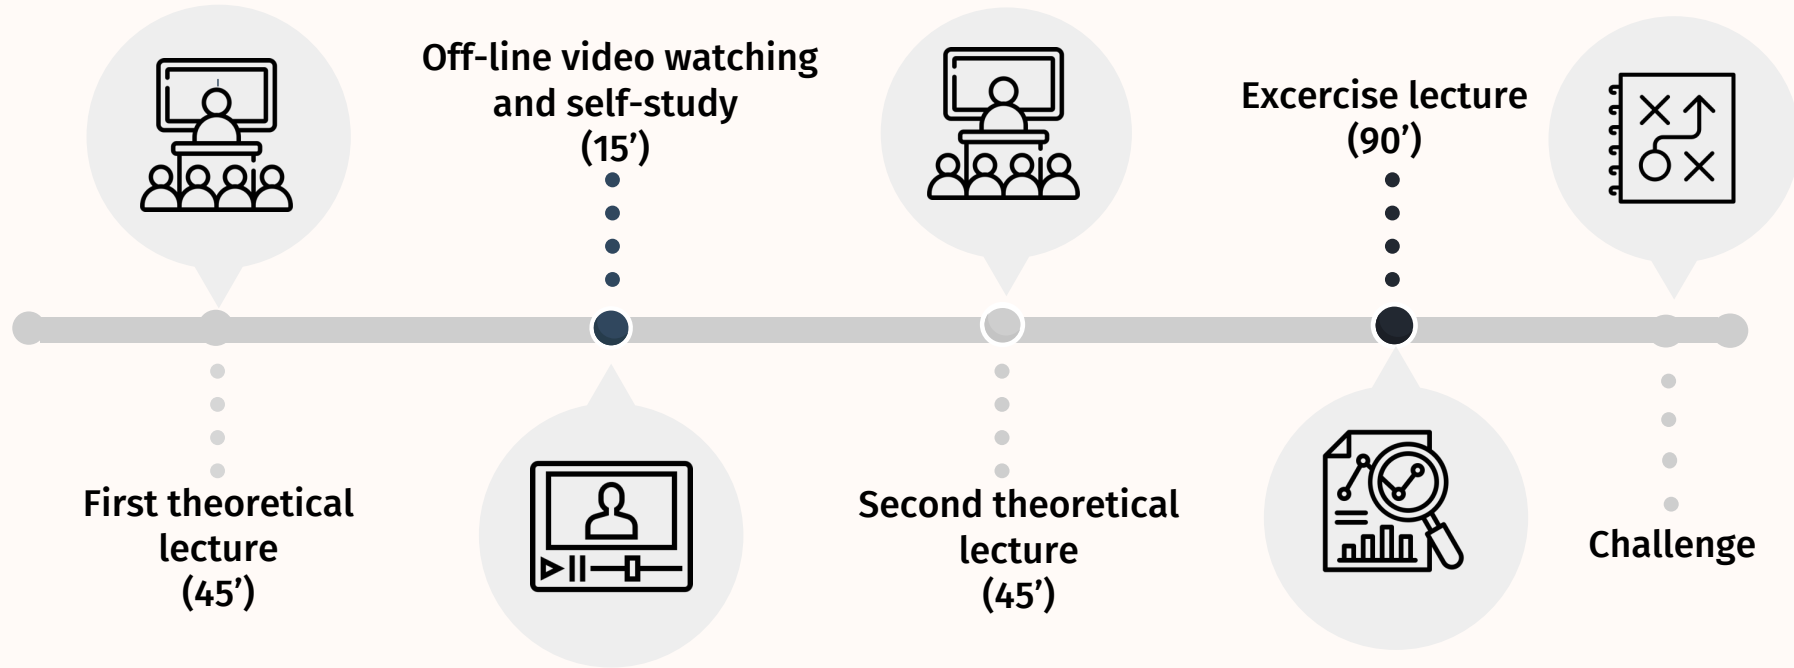 First theoretical
lecture
(45’)
Off-line video watching
and self-study
(15’)
Second theoretical
lecture
(45’)
Excercise lecture
(90’)
Challenge